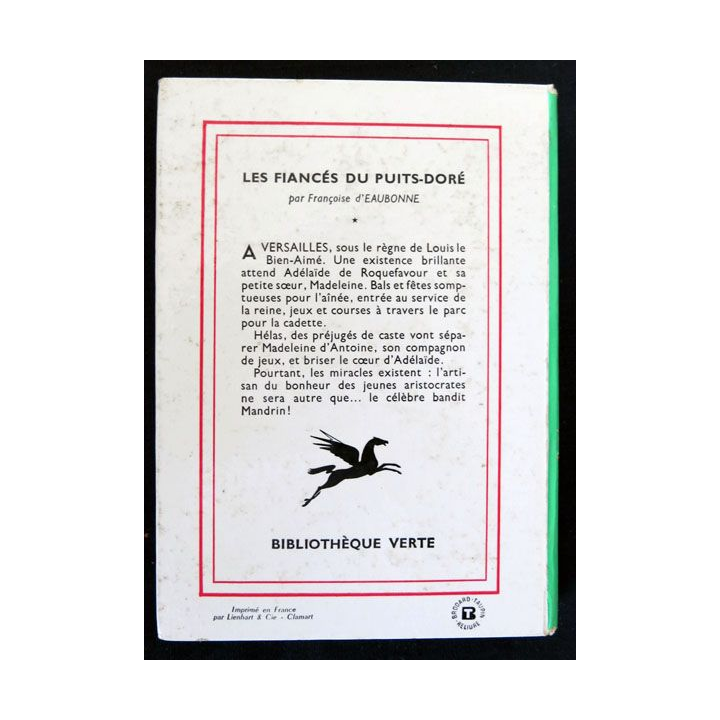 LES FIANCÉS DU PUITS-DORÉ
par Françoise d'EAUBONNE
★
A VERSAILLES, sous le règne de Louis le
Bien-Aimé. Une existence brillante
attend Adélaïde de Roquefavour et sa
petite sœur, Madeleine. Bals et fêtes somp-
tueuses pour l'aînée, entrée au service de
la reine, jeux et courses à travers le parc
pour la cadette.
Hélas, des préjugés de caste vont sépa-
rer Madeleine d'Antoine, son compagnon
de jeux, et briser le cœur d'Adélaïde.
Pourtant, les miracles existent : l'arti-
san du bonheur des jeunes aristocrates
ne sera autre que... le célèbre bandit
Mandrin!
BIBLIOTHÈQUE VERTE
Imprimé en France
par Lienhart & Cie - Clamart
BRODARD-TAUPIN
TB
RELIURE